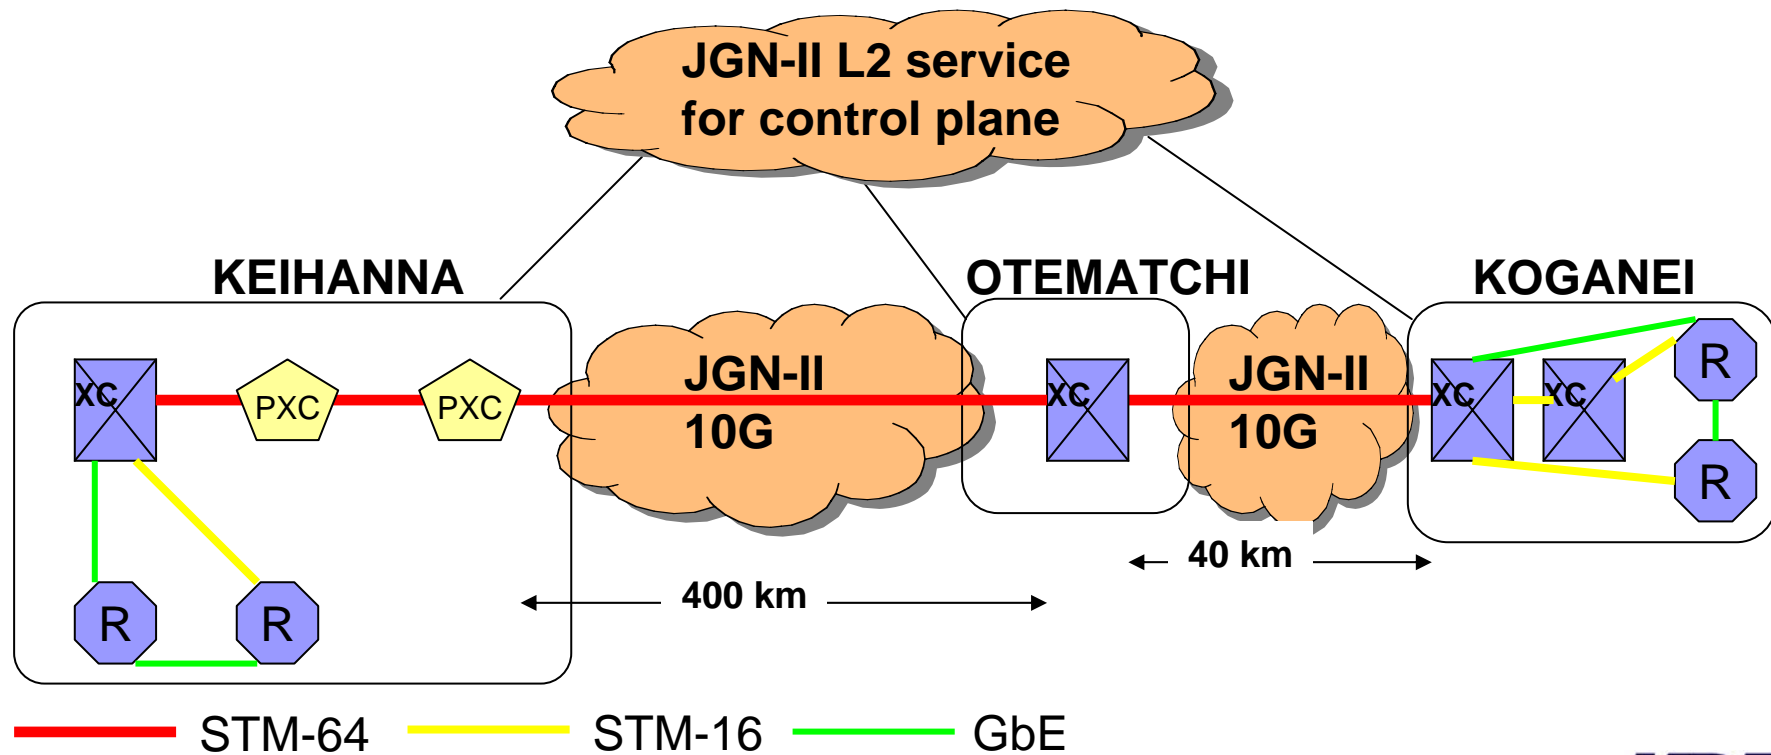 JGN-II L2 service
for control plane
KEIHANNA
OTEMATCHI
KOGANEI
XC
PXC
PXC
JGN-II
10G
XC
JGN-II
10G
XC
XC
R
R
R
R
400 km
40 km
STM-64
STM-16
GbE